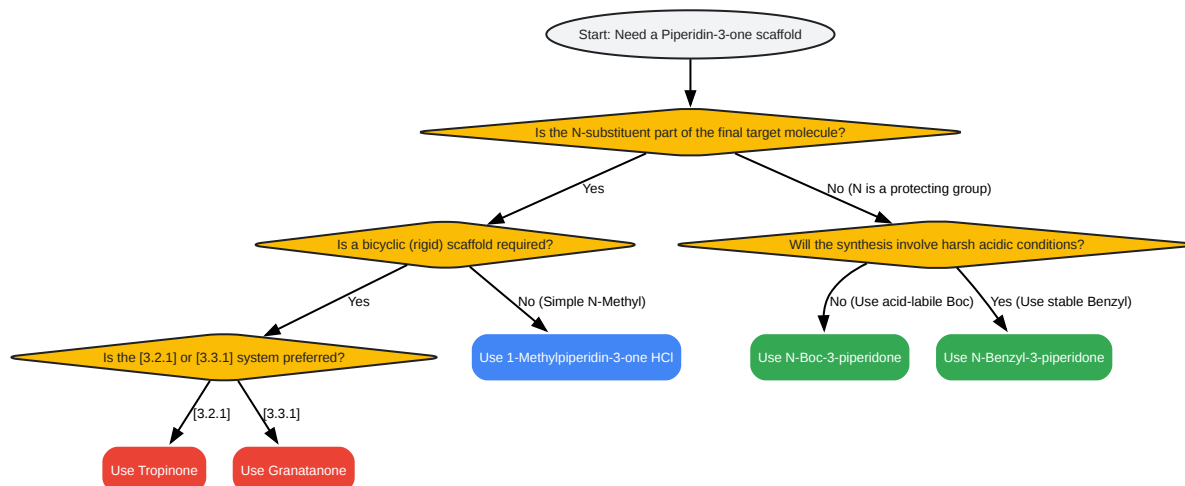 Start: Need a Piperidin-3-one scaffold
Is the N-substituent part of the final target molecule?
Yes
No (N is a protecting group)
Is a bicyclic (rigid) scaffold required?
Will the synthesis involve harsh acidic conditions?
Yes
No (Simple N-Methyl)
No (Use acid-labile Boc)
Yes (Use stable Benzyl)
Is the [3.2.1] or [3.3.1] system preferred?
Use 1-Methylpiperidin-3-one HCl
Use N-Boc-3-piperidone
Use N-Benzyl-3-piperidone
[3.2.1]
[3.3.1]
Use Tropinone
Use Granatanone